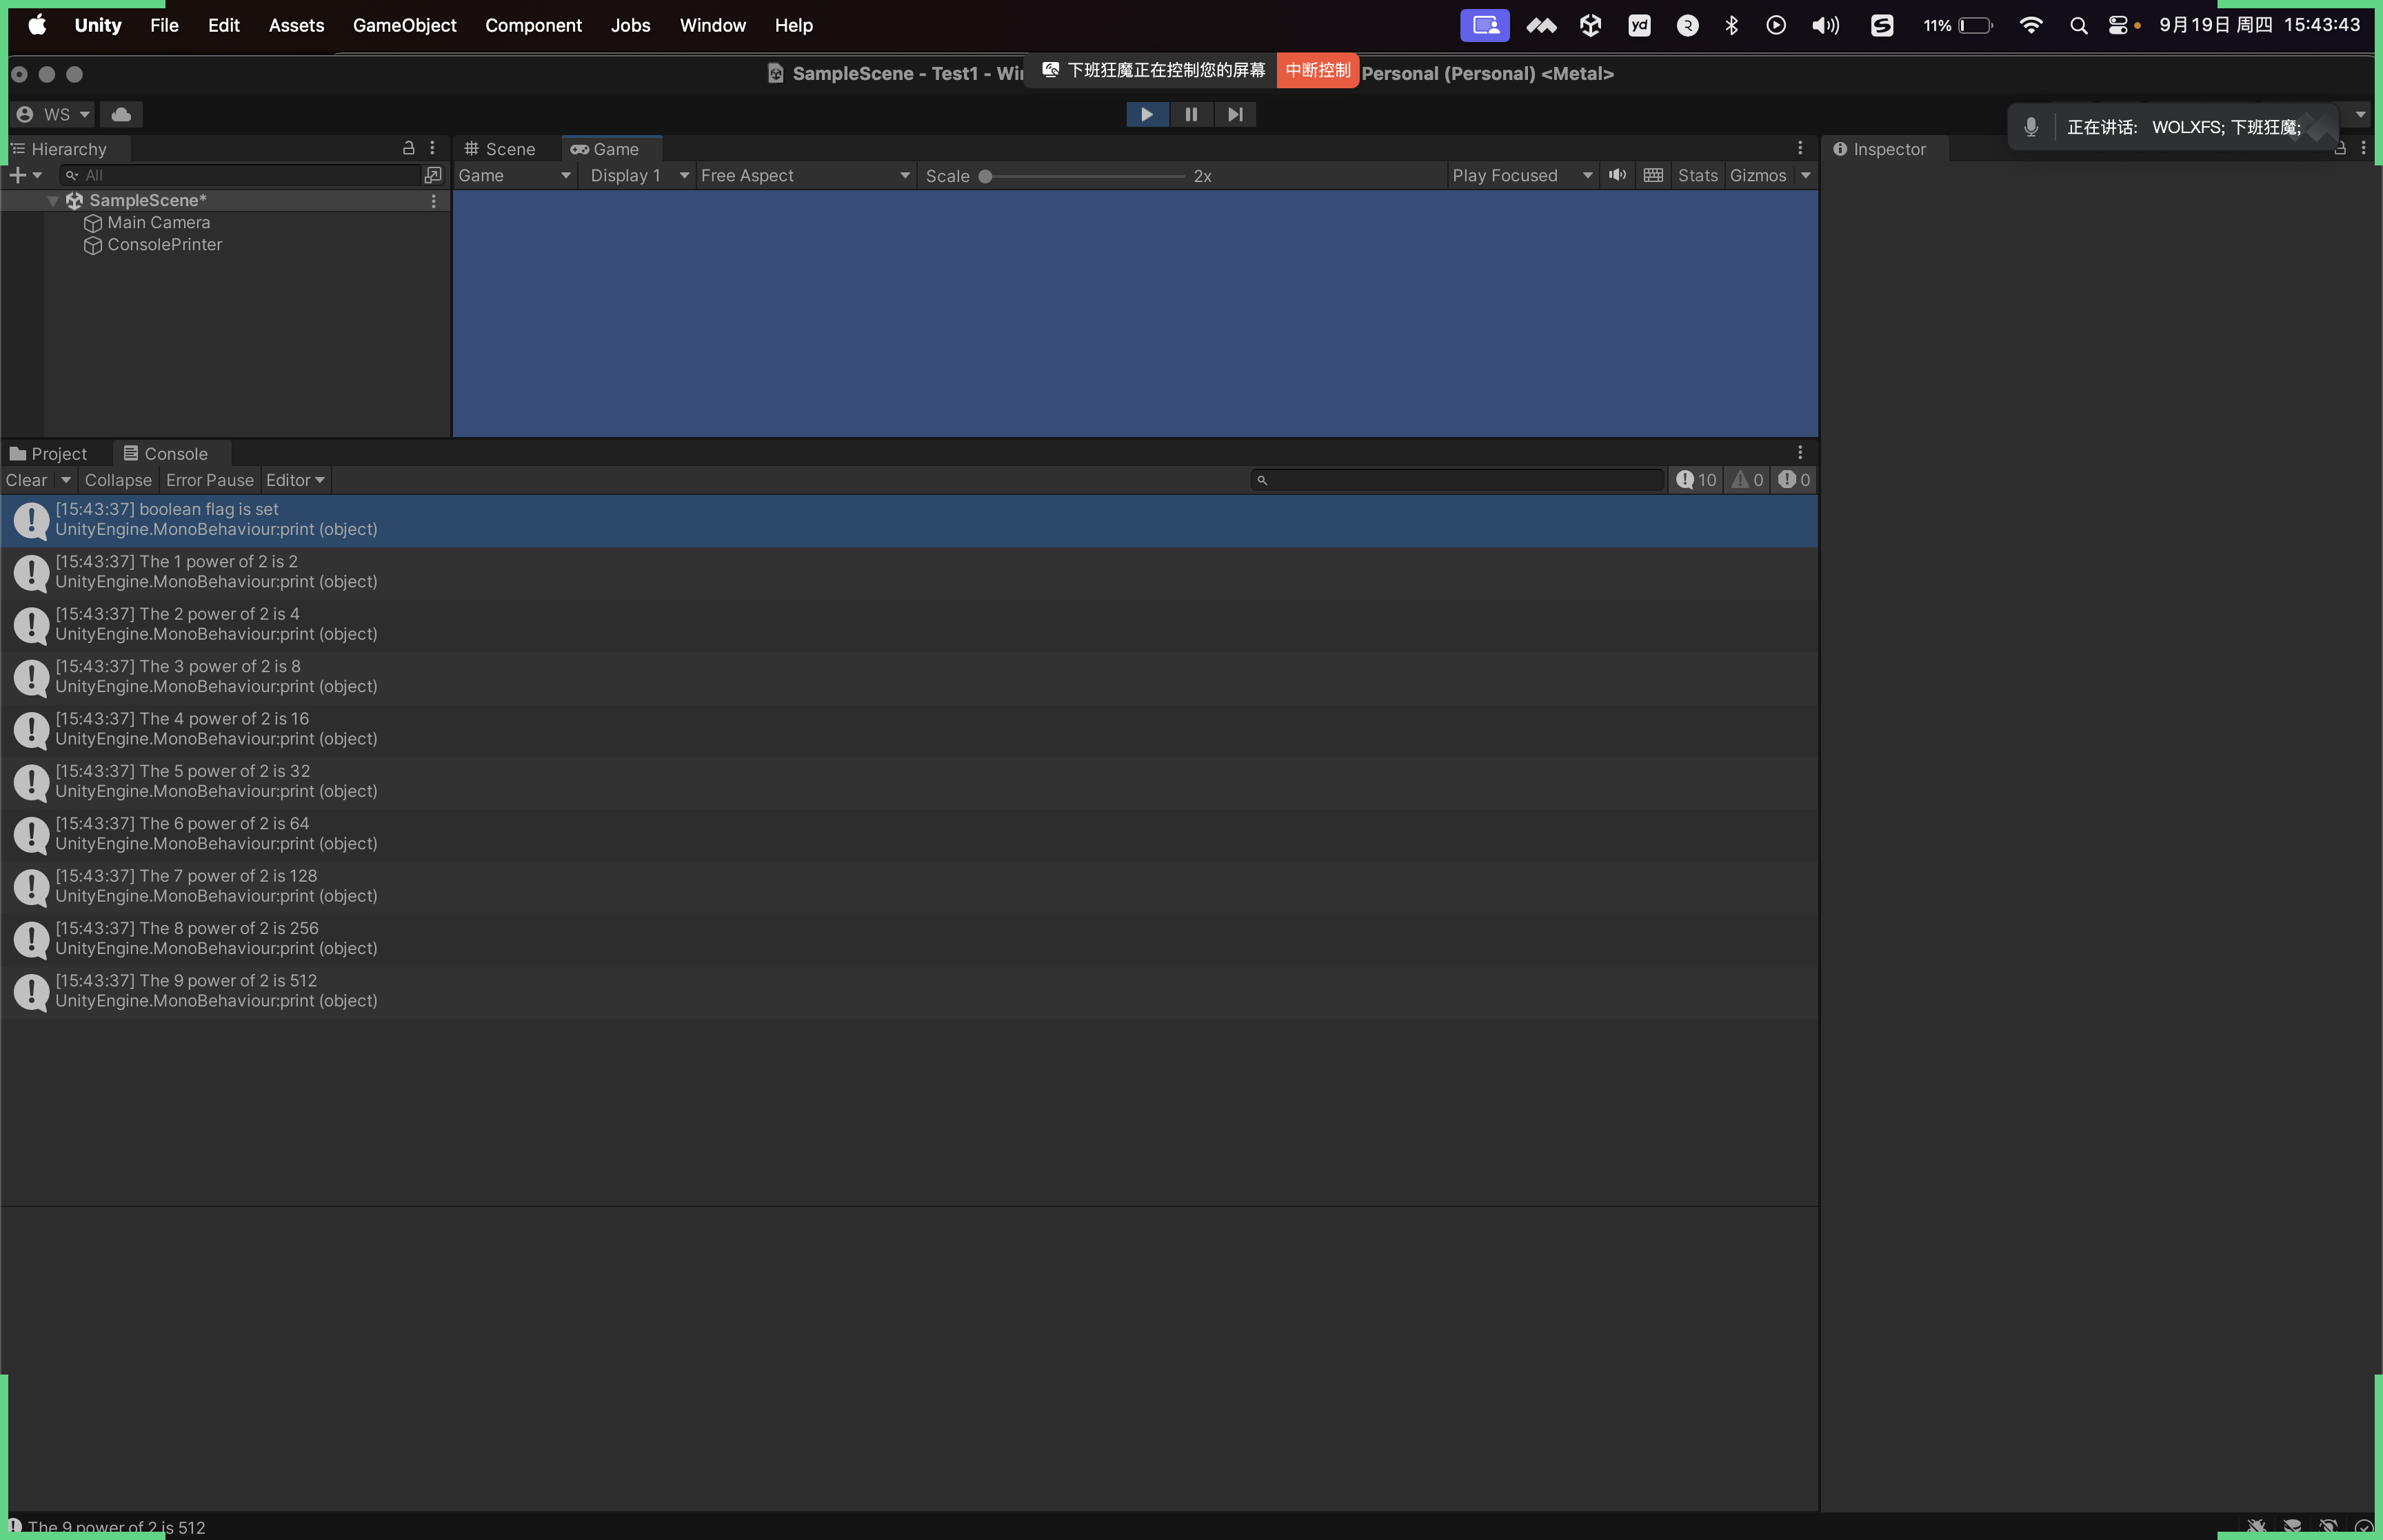 Unity File Edit Assets GameObject Component Jobs Window Help yd R S 11% 9月19日 周四 15:43:43
SampleScene - Test1 - Wi
下班狂魔正在控制您的屏幕 中断控制
Personal (Personal) <Metal>
WS
正在讲话: WOLXFS; 下班狂魔;
Hierarchy
Scene Game
Inspector
All
Game Display 1 Free Aspect Scale 2x Play Focused Stats Gizmos
SampleScene*
Main Camera
ConsolePrinter
Project Console
Clear Collapse Error Pause Editor 10 0 0
[15:43:37] boolean flag is set
UnityEngine.MonoBehaviour:print (object)
[15:43:37] The 1 power of 2 is 2
UnityEngine.MonoBehaviour:print (object)
[15:43:37] The 2 power of 2 is 4
UnityEngine.MonoBehaviour:print (object)
[15:43:37] The 3 power of 2 is 8
UnityEngine.MonoBehaviour:print (object)
[15:43:37] The 4 power of 2 is 16
UnityEngine.MonoBehaviour:print (object)
[15:43:37] The 5 power of 2 is 32
UnityEngine.MonoBehaviour:print (object)
[15:43:37] The 6 power of 2 is 64
UnityEngine.MonoBehaviour:print (object)
[15:43:37] The 7 power of 2 is 128
UnityEngine.MonoBehaviour:print (object)
[15:43:37] The 8 power of 2 is 256
UnityEngine.MonoBehaviour:print (object)
[15:43:37] The 9 power of 2 is 512
UnityEngine.MonoBehaviour:print (object)
The 9 power of 2 is 512